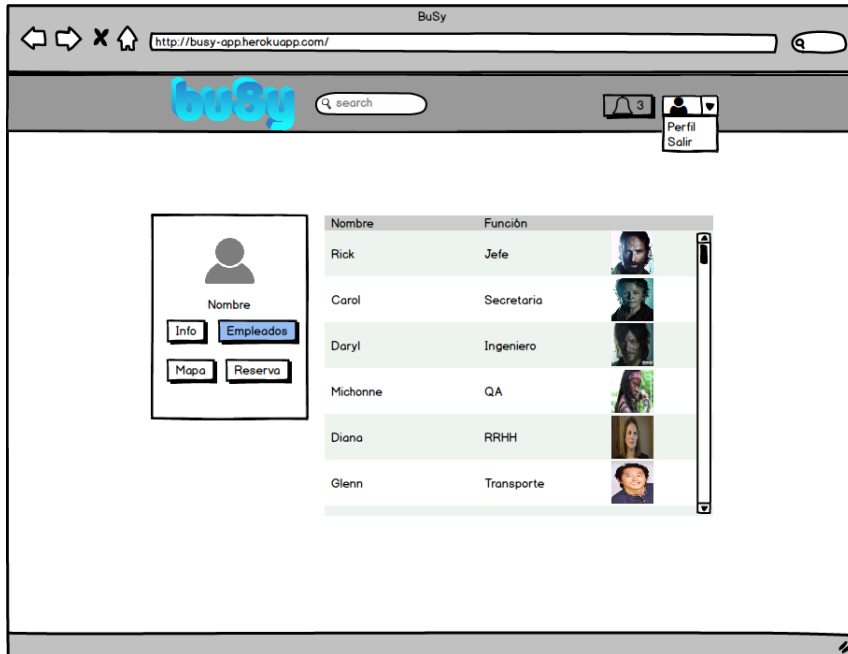 BuSy
http://busy-app.herokuapp.com/
bu8y
search
3
Perfil
Salir
Nombre
Info Empleados
Mapa Reserva
Nombre Función
Rick Jefe
Carol Secretaria
Daryl Ingeniero
Michonne QA
Diana RRHH
Glenn Transporte